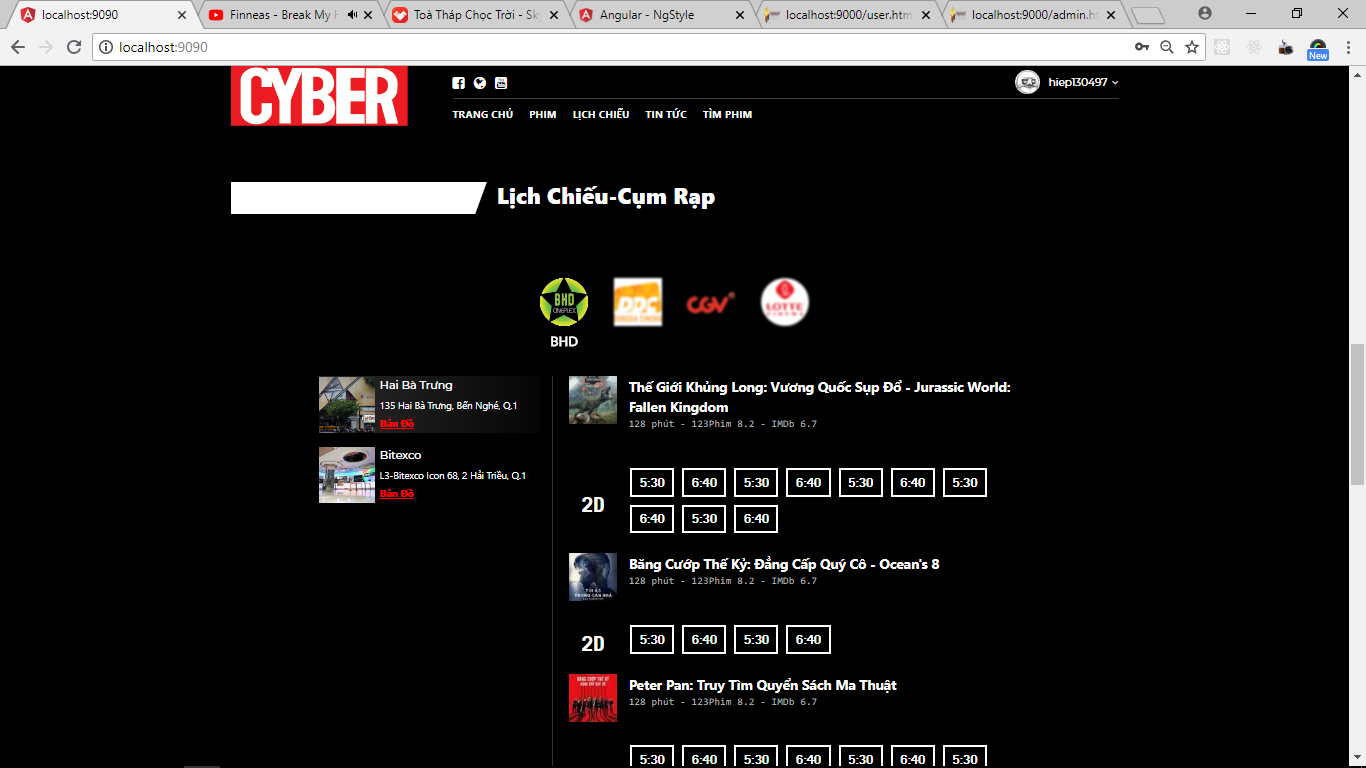 localhost:9090
Finneas - Break My H
Toà Tháp Chọc Trời - Sky
Angular - NgStyle
localhost:9000/user.htm
localhost:9000/admin.h
localhost:9090
New
CYBER
hiep130497
TRANG CHỦ PHIM LỊCH CHIẾU TIN TỨC TÌM PHIM
Lịch Chiếu-Cụm Rạp
BHD CINEPLEX
DDC
CGV
LOTTE CINEMA
BHD
Hai Bà Trưng
135 Hai Bà Trưng, Bến Nghé, Q.1
Bản Đồ
Bitexco
L3-Bitexco Icon 68, 2 Hải Triều, Q.1
Bản Đồ
Thế Giới Khủng Long: Vương Quốc Sụp Đổ - Jurassic World:
Fallen Kingdom
128 phút - 123Phim 8.2 - IMDb 6.7
2D
5:30 6:40 5:30 6:40 5:30 6:40 5:30
6:40 5:30 6:40
Băng Cướp Thế Kỷ: Đẳng Cấp Quý Cô - Ocean's 8
128 phút - 123Phim 8.2 - IMDb 6.7
2D
5:30 6:40 5:30 6:40
Peter Pan: Truy Tìm Quyển Sách Ma Thuật
128 phút - 123Phim 8.2 - IMDb 6.7
5:30 6:40 5:30 6:40 5:30 6:40 5:30